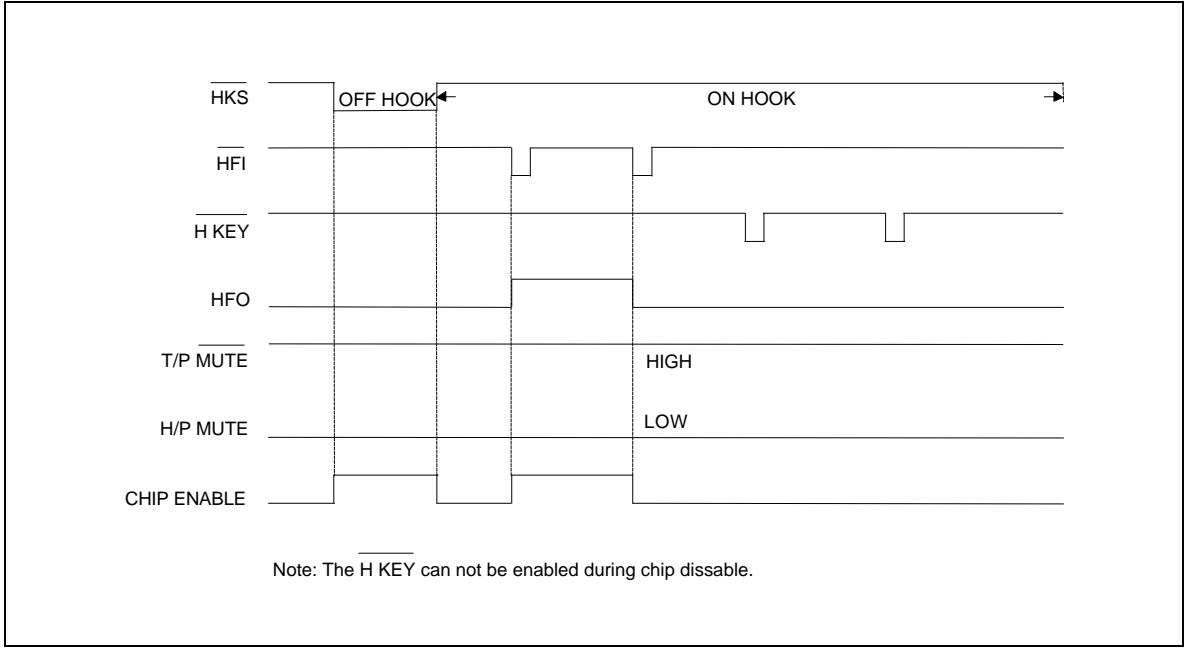 HKS
OFF HOOK
ON HOOK
HFI
H KEY
HFO
T/P MUTE
HIGH
H/P MUTE
LOW
CHIP ENABLE
Note: The H KEY can not be enabled during chip dissable.